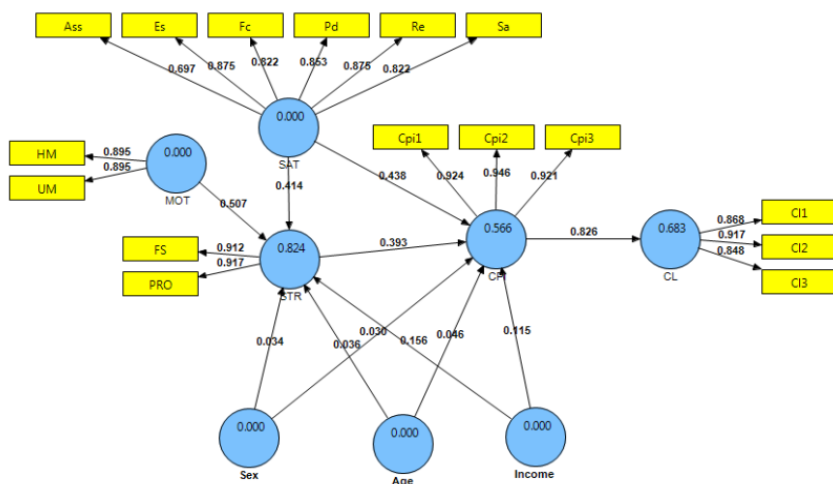 Ass Es Fc Pd Re Sa
0.697 0.875 0.822 0.853 0.875 0.822
0.000
SAT
Cpi1 Cpi2 Cpi3
0.924 0.946 0.921
HM 0.895
UM 0.895
0.000
MOT
0.414
0.438
0.507
FS 0.912
PRO 0.917
0.824
STR
0.393
0.566
CPI
0.826
0.683
CL
0.868 Cl1
0.917 Cl2
0.848 Cl3
0.034
0.030
0.036
0.156
0.046
0.115
0.000
Sex
0.000
Age
0.000
Income